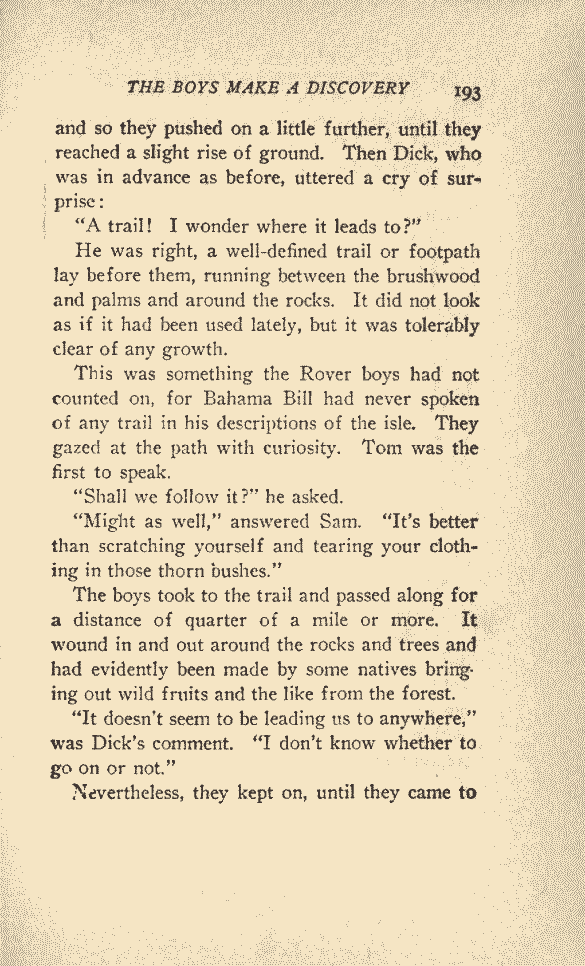 THE BOYS MAKE A DISCOVERY 193
and so they pushed on a little further, until they
reached a slight rise of ground. Then Dick, who
was in advance as before, uttered a cry of sur-
prise:
"A trail! I wonder where it leads to?"
He was right, a well-defined trail or footpath
lay before them, running between the brushwood
and palms and around the rocks. It did not look
as if it had been used lately, but it was tolerably
clear of any growth.
This was something the Rover boys had not
counted on, for Bahama Bill had never spoken
of any trail in his descriptions of the isle. They
gazed at the path with curiosity. Tom was the
first to speak.
"Shall we follow it?" he asked.
"Might as well," answered Sam. "It's better
than scratching yourself and tearing your cloth-
ing in those thorn bushes."
The boys took to the trail and passed along for
a distance of quarter of a mile or more. It
wound in and out around the rocks and trees and
had evidently been made by some natives bring-
ing out wild fruits and the like from the forest.
"It doesn't seem to be leading us to anywhere,"
was Dick's comment. "I don't know whether to
go on or not."
Nevertheless, they kept on, until they came to